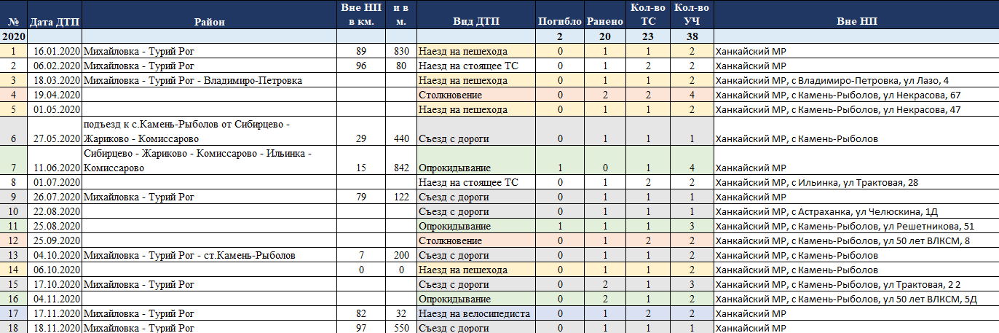 № Дата ДТП Район Вне НП в км. и в м. Вид ДТП Погибло Ранено Кол-во ТС Кол-во УЧ Вне НП
2020 2 20 23 38
1 16.01.2020 Михайловка - Турий Рог 89 830 Наезд на пешехода 0 1 1 2 Ханкайский МР
2 06.02.2020 Михайловка - Турий Рог 96 80 Наезд на стоящее ТС 0 1 2 2 Ханкайский МР
3 18.03.2020 Михайловка - Турий Рог - Владимиро-Петровка Наезд на пешехода 0 1 1 2 Ханкайский МР, с Владимиро-Петровка, ул Лазо, 4
4 19.04.2020 Столкновение 0 2 2 4 Ханкайский МР, с Камень-Рыболов, ул Некрасова, 67
5 01.05.2020 Наезд на пешехода 0 1 1 2 Ханкайский МР, с Камень-Рыболов, ул Некрасова, 47
подъезд к с.Камень-Рыболов от Сибирцево -
6 27.05.2020 Жариково - Комиссарово 29 440 Съезд с дороги 0 1 1 1 Ханкайский МР, с Камень-Рыболов
Сибирцево - Жариково - Комиссарово - Ильинка -
7 11.06.2020 Комиссарово 15 842 Опрокидывание 1 0 1 4 Ханкайский МР
8 01.07.2020 Наезд на стоящее ТС 0 1 2 2 Ханкайский МР, с Ильинка, ул Трактовая, 28
9 26.07.2020 Михайловка - Турий Рог 79 122 Съезд с дороги 0 1 1 1 Ханкайский МР
10 22.08.2020 Съезд с дороги 0 1 1 1 Ханкайский МР, с Астраханка, ул Челюскина, 1Д
11 25.08.2020 Опрокидывание 1 1 1 3 Ханкайский МР, с Камень-Рыболов, ул Решетникова, 51
12 25.09.2020 Столкновение 0 1 2 2 Ханкайский МР, с Камень-Рыболов, ул 50 лет ВЛКСМ, 8
13 04.10.2020 Михайловка - Турий Рог - ст.Камень-Рыболов 7 200 Съезд с дороги 0 1 1 2 Ханкайский МР, с Камень-Рыболов
14 06.10.2020 0 0 Наезд на пешехода 0 1 1 2 Ханкайский МР, с Камень-Рыболов
15 17.10.2020 Михайловка - Турий Рог Съезд с дороги 0 2 1 3 Ханкайский МР, с Камень-Рыболов, ул Трактовая, 2 2
16 04.11.2020 Опрокидывание 0 2 1 2 Ханкайский МР, с Камень-Рыболов, ул 50 лет ВЛКСМ, 5Д
17 17.11.2020 Михайловка - Турий Рог 82 32 Наезд на велосипедиста 0 1 2 2 Ханкайский МР
18 18.11.2020 Михайловка - Турий Рог 97 550 Съезд с дороги 0 1 1 1 Ханкайский МР